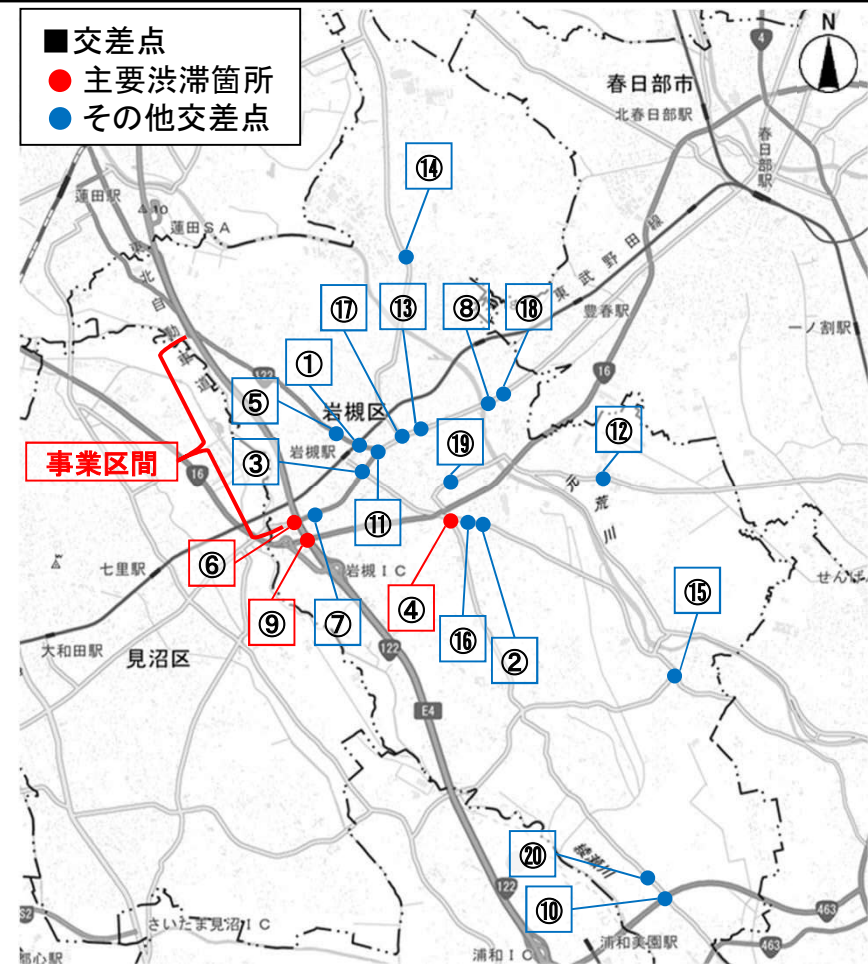 ■交差点
● 主要渋滞箇所
● その他交差点
N
4
春日部市
北春日部駅
春日部駅
⑭
蓮田駅
蓮田SA
東北自動車道
東武野田線
豊春駅
一ノ割駅
⑰
⑬
⑧
⑱
①
122
岩槻区
16
⑤
岩槻駅
⑫
事業区間
③
⑲
16
⑪
元荒川
⑥
七里駅
岩槻IC
④
⑮
⑨
⑦
⑯
②
大和田駅
見沼区
122
E4
綾瀬川
⑳
⑩
122
463
さいたま見沼IC
浦和美園駅
463
浦和IC